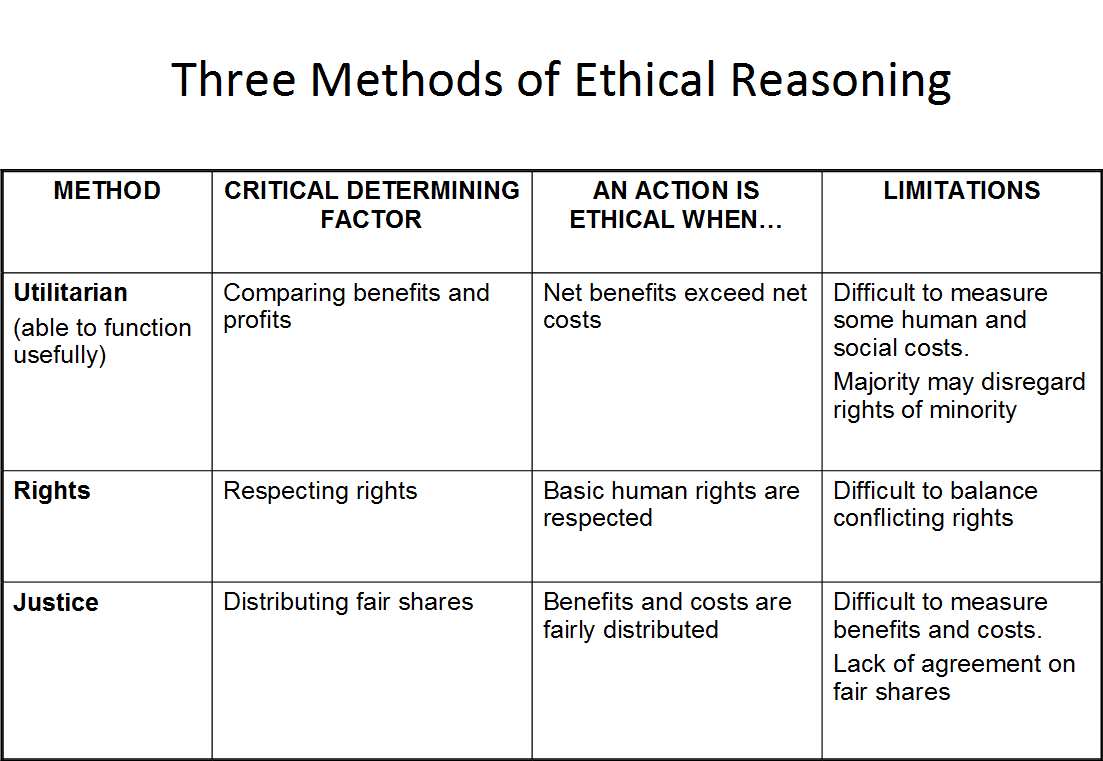 Three Methods of Ethical Reasoning
METHOD
CRITICAL DETERMINING
FACTOR
AN ACTION IS
ETHICAL WHEN…
LIMITATIONS
Utilitarian
(able to function
usefully)
Comparing benefits and
profits
Net benefits exceed net
costs
Difficult to measure
some human and
social costs.
Majority may disregard
rights of minority
Rights
Respecting rights
Basic human rights are
respected
Difficult to balance
conflicting rights
Justice
Distributing fair shares
Benefits and costs are
fairly distributed
Difficult to measure
benefits and costs.
Lack of agreement on
fair shares